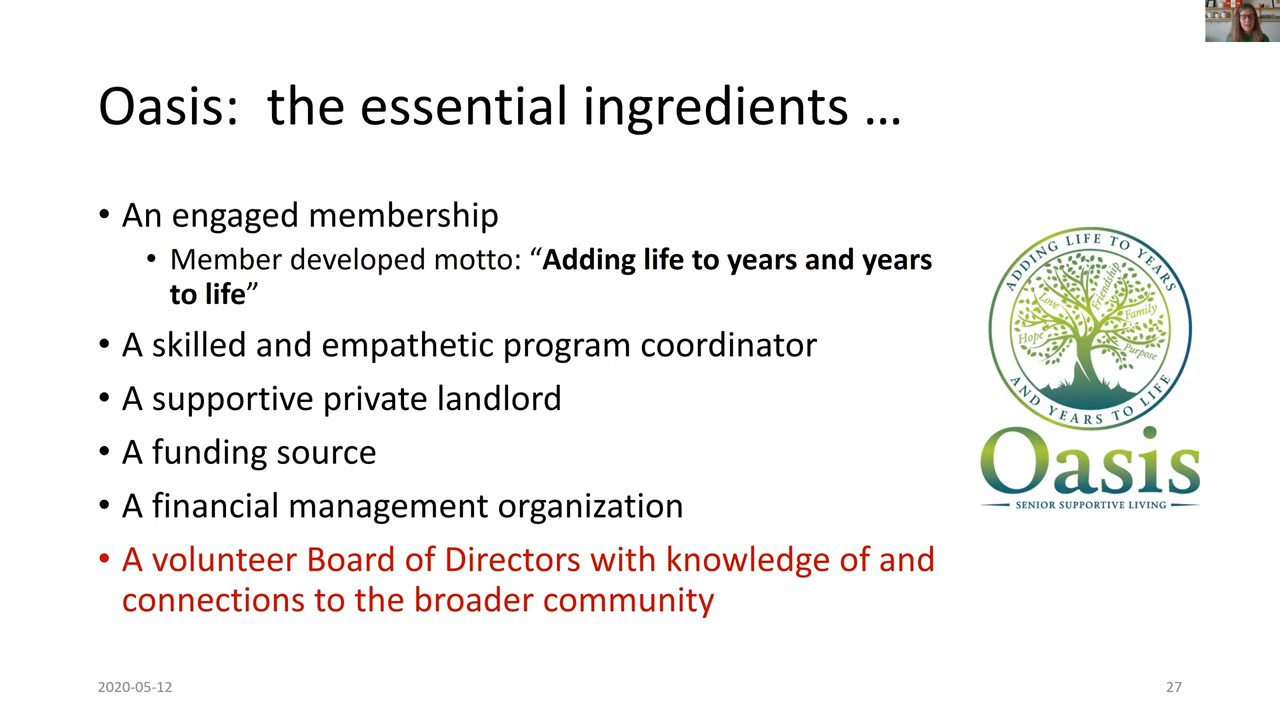 Oasis:  the essential ingredients …
• An engaged membership
• Member developed motto: “Adding life to years and years
to life”
• A skilled and empathetic program coordinator
• A supportive private landlord
• A funding source
• A financial management organization
• A volunteer Board of Directors with knowledge of and
connections to the broader community
ADDING LIFE TO YEARS
Hope
Love
Friendship
Family
Purpose
AND YEARS TO LIFE
Oasis
SENIOR SUPPORTIVE LIVING
2020-05-12
27